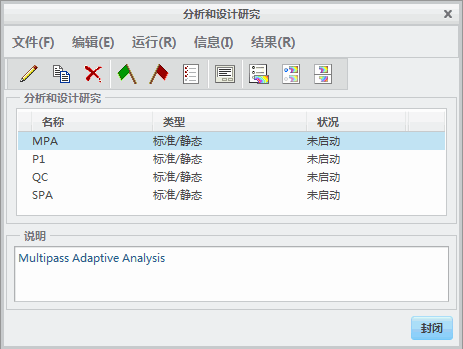 分析和设计研究
文件(F) 编辑(E) 运行(R) 信息(I) 结果(R)
分析和设计研究
名称 类型 状况
MPA 标准/静态 未启动
P1 标准/静态 未启动
QC 标准/静态 未启动
SPA 标准/静态 未启动
说明
Multipass Adaptive Analysis
封闭